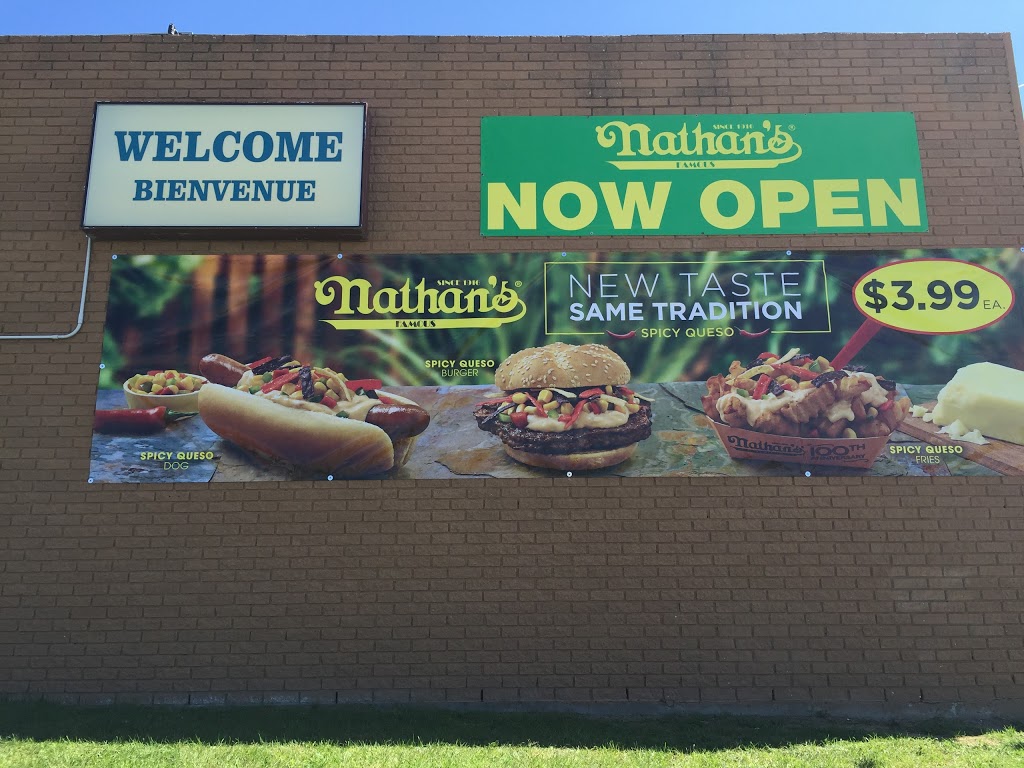 WELCOME
BIENVENUE
SINCE 1916
Nathan's®
FAMOUS
NOW OPEN
SINCE 1916
Nathan's®
FAMOUS
NEW TASTE
SAME TRADITION
SPICY QUESO
$3.99 EA.
SPICY QUESO
BURGER
SPICY QUESO
DOG
Nathan's 100TH
SPICY QUESO
FRIES